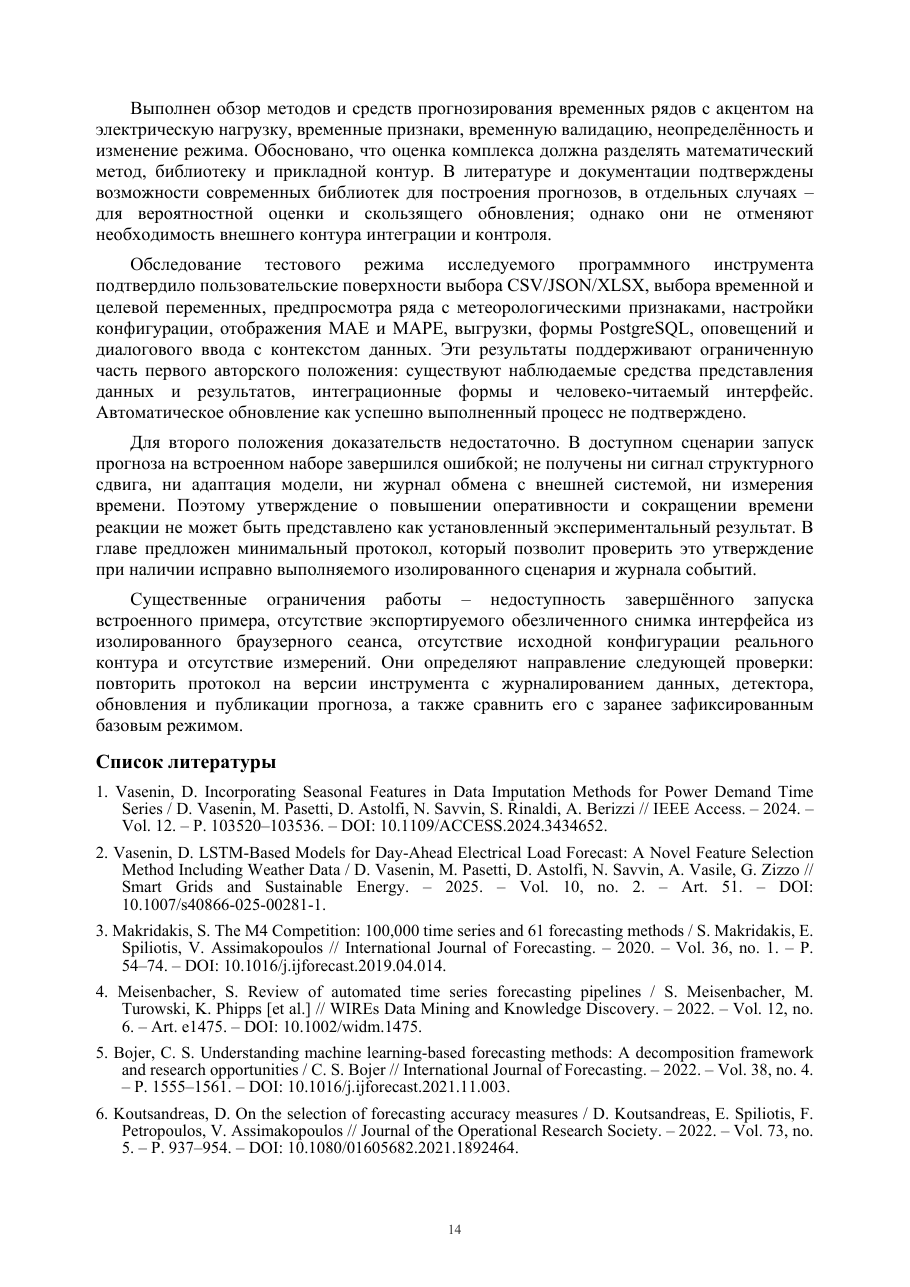 Выполнен обзор методов и средств прогнозирования временных рядов с акцентом на
электрическую нагрузку, временные признаки, временную валидацию, неопределённость и
изменение режима. Обосновано, что оценка комплекса должна разделять математический
метод, библиотеку и прикладной контур. В литературе и документации подтверждены
возможности современных библиотек для построения прогнозов, в отдельных случаях –
для вероятностной оценки и скользящего обновления; однако они не отменяют
необходимость внешнего контура интеграции и контроля.
Обследование тестового режима исследуемого программного инструмента
подтвердило пользовательские поверхности выбора CSV/JSON/XLSX, выбора временной и
целевой переменных, предпросмотра ряда с метеорологическими признаками, настройки
конфигурации, отображения MAE и MAPE, выгрузки, формы PostgreSQL, оповещений и
диалогового ввода с контекстом данных. Эти результаты поддерживают ограниченную
часть первого авторского положения: существуют наблюдаемые средства представления
данных и результатов, интеграционные формы и человеко-читаемый интерфейс.
Автоматическое обновление как успешно выполненный процесс не подтверждено.
Для второго положения доказательств недостаточно. В доступном сценарии запуск
прогноза на встроенном наборе завершился ошибкой; не получены ни сигнал структурного
сдвига, ни адаптация модели, ни журнал обмена с внешней системой, ни измерения
времени. Поэтому утверждение о повышении оперативности и сокращении времени
реакции не может быть представлено как установленный экспериментальный результат. В
главе предложен минимальный протокол, который позволит проверить это утверждение
при наличии исправно выполняемого изолированного сценария и журнала событий.
Существенные ограничения работы – недоступность завершённого запуска
встроенного примера, отсутствие экспортируемого обезличенного снимка интерфейса из
изолированного браузерного сеанса, отсутствие исходной конфигурации реального
контура и отсутствие измерений. Они определяют направление следующей проверки:
повторить протокол на версии инструмента с журналированием данных, детектора,
обновления и публикации прогноза, а также сравнить его с заранее зафиксированным
базовым режимом.
Список литературы
1. Vasenin, D. Incorporating Seasonal Features in Data Imputation Methods for Power Demand Time
Series / D. Vasenin, M. Pasetti, D. Astolfi, N. Savvin, S. Rinaldi, A. Berizzi // IEEE Access. – 2024. –
Vol. 12. – P. 103520–103536. – DOI: 10.1109/ACCESS.2024.3434652.
2. Vasenin, D. LSTM-Based Models for Day-Ahead Electrical Load Forecast: A Novel Feature Selection
Method Including Weather Data / D. Vasenin, M. Pasetti, D. Astolfi, N. Savvin, A. Vasile, G. Zizzo //
Smart Grids and Sustainable Energy. – 2025. – Vol. 10, no. 2. – Art. 51. – DOI:
10.1007/s40866-025-00281-1.
3. Makridakis, S. The M4 Competition: 100,000 time series and 61 forecasting methods / S. Makridakis, E.
Spiliotis, V. Assimakopoulos // International Journal of Forecasting. – 2020. – Vol. 36, no. 1. – P.
54–74. – DOI: 10.1016/j.ijforecast.2019.04.014.
4. Meisenbacher, S. Review of automated time series forecasting pipelines / S. Meisenbacher, M.
Turowski, K. Phipps [et al.] // WIREs Data Mining and Knowledge Discovery. – 2022. – Vol. 12, no.
6. – Art. e1475. – DOI: 10.1002/widm.1475.
5. Bojer, C. S. Understanding machine learning-based forecasting methods: A decomposition framework
and research opportunities / C. S. Bojer // International Journal of Forecasting. – 2022. – Vol. 38, no. 4.
– P. 1555–1561. – DOI: 10.1016/j.ijforecast.2021.11.003.
6. Koutsandreas, D. On the selection of forecasting accuracy measures / D. Koutsandreas, E. Spiliotis, F.
Petropoulos, V. Assimakopoulos // Journal of the Operational Research Society. – 2022. – Vol. 73, no.
5. – P. 937–954. – DOI: 10.1080/01605682.2021.1892464.
14